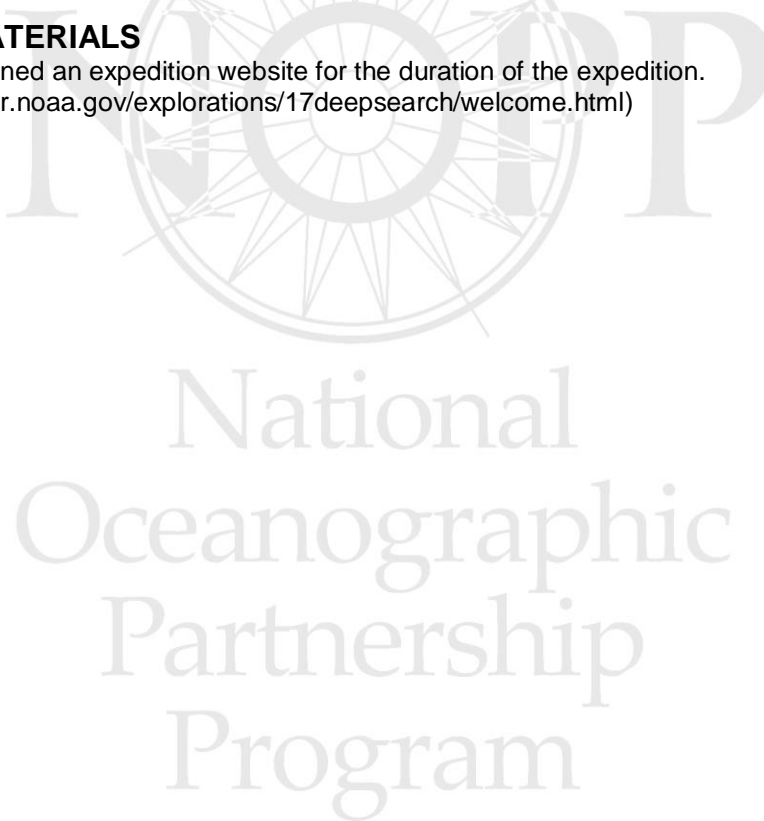 ATERIALS
ned an expedition website for the duration of the expedition.
r.noaa.gov/explorations/17deepsearch/welcome.html)
NOPP
National
Oceanographic
Partnership
Program